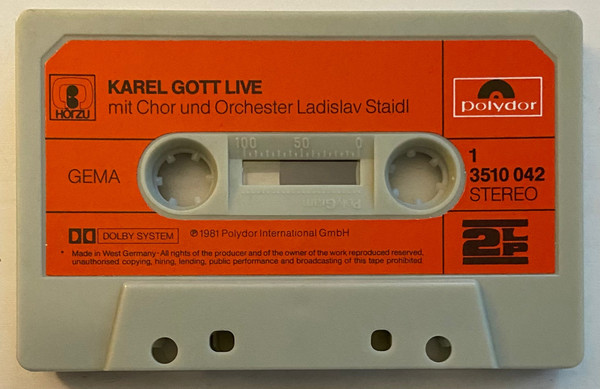 KAREL GOTT LIVE
mit Chor und Orchester Ladislav Staidl
HÖRZU
polydor
100 50 0
GEMA
1
3510 042
STEREO
PolyGram
DOLBY SYSTEM
℗ 1981 Polydor International GmbH
2LP
* Made in West Germany · All rights of the producer and of the owner of the work reproduced reserved,
unauthorised copying, hiring, lending, public performance and broadcasting of this tape prohibited.